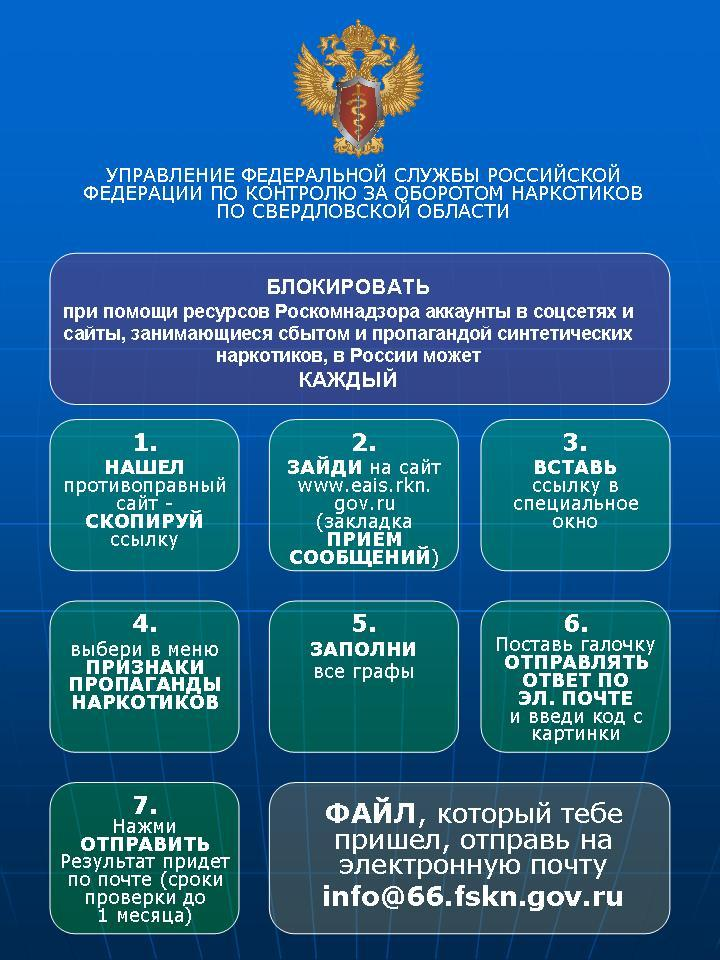 УПРАВЛЕНИЕ ФЕДЕРАЛЬНОЙ СЛУЖБЫ РОССИЙСКОЙ
ФЕДЕРАЦИИ ПО КОНТРОЛЮ ЗА ОБОРОТОМ НАРКОТИКОВ
ПО СВЕРДЛОВСКОЙ ОБЛАСТИ
БЛОКИРОВАТЬ
при помощи ресурсов Роскомнадзора аккаунты в соцсетях и
сайты, занимающиеся сбытом и пропагандой синтетических
наркотиков, в России может
КАЖДЫЙ
1.
НАШЕЛ
противоправный
сайт -
СКОПИРУЙ
ссылку
2.
ЗАЙДИ на сайт
www.eais.rkn.
gov.ru
(закладка
ПРИЕМ
СООБЩЕНИЙ)
3.
ВСТАВЬ
ссылку в
специальное
окно
4.
выбери в меню
ПРИЗНАКИ
ПРОПАГАНДЫ
НАРКОТИКОВ
5.
ЗАПОЛНИ
все графы
6.
Поставь галочку
ОТПРАВЛЯТЬ
ОТВЕТ ПО
ЭЛ. ПОЧТЕ
и введи код с
картинки
7.
Нажми
ОТПРАВИТЬ
Результат придет
по почте (сроки
проверки до
1 месяца)
ФАЙЛ, который тебе
пришел, отправь на
электронную почту
info@66.fskn.gov.ru